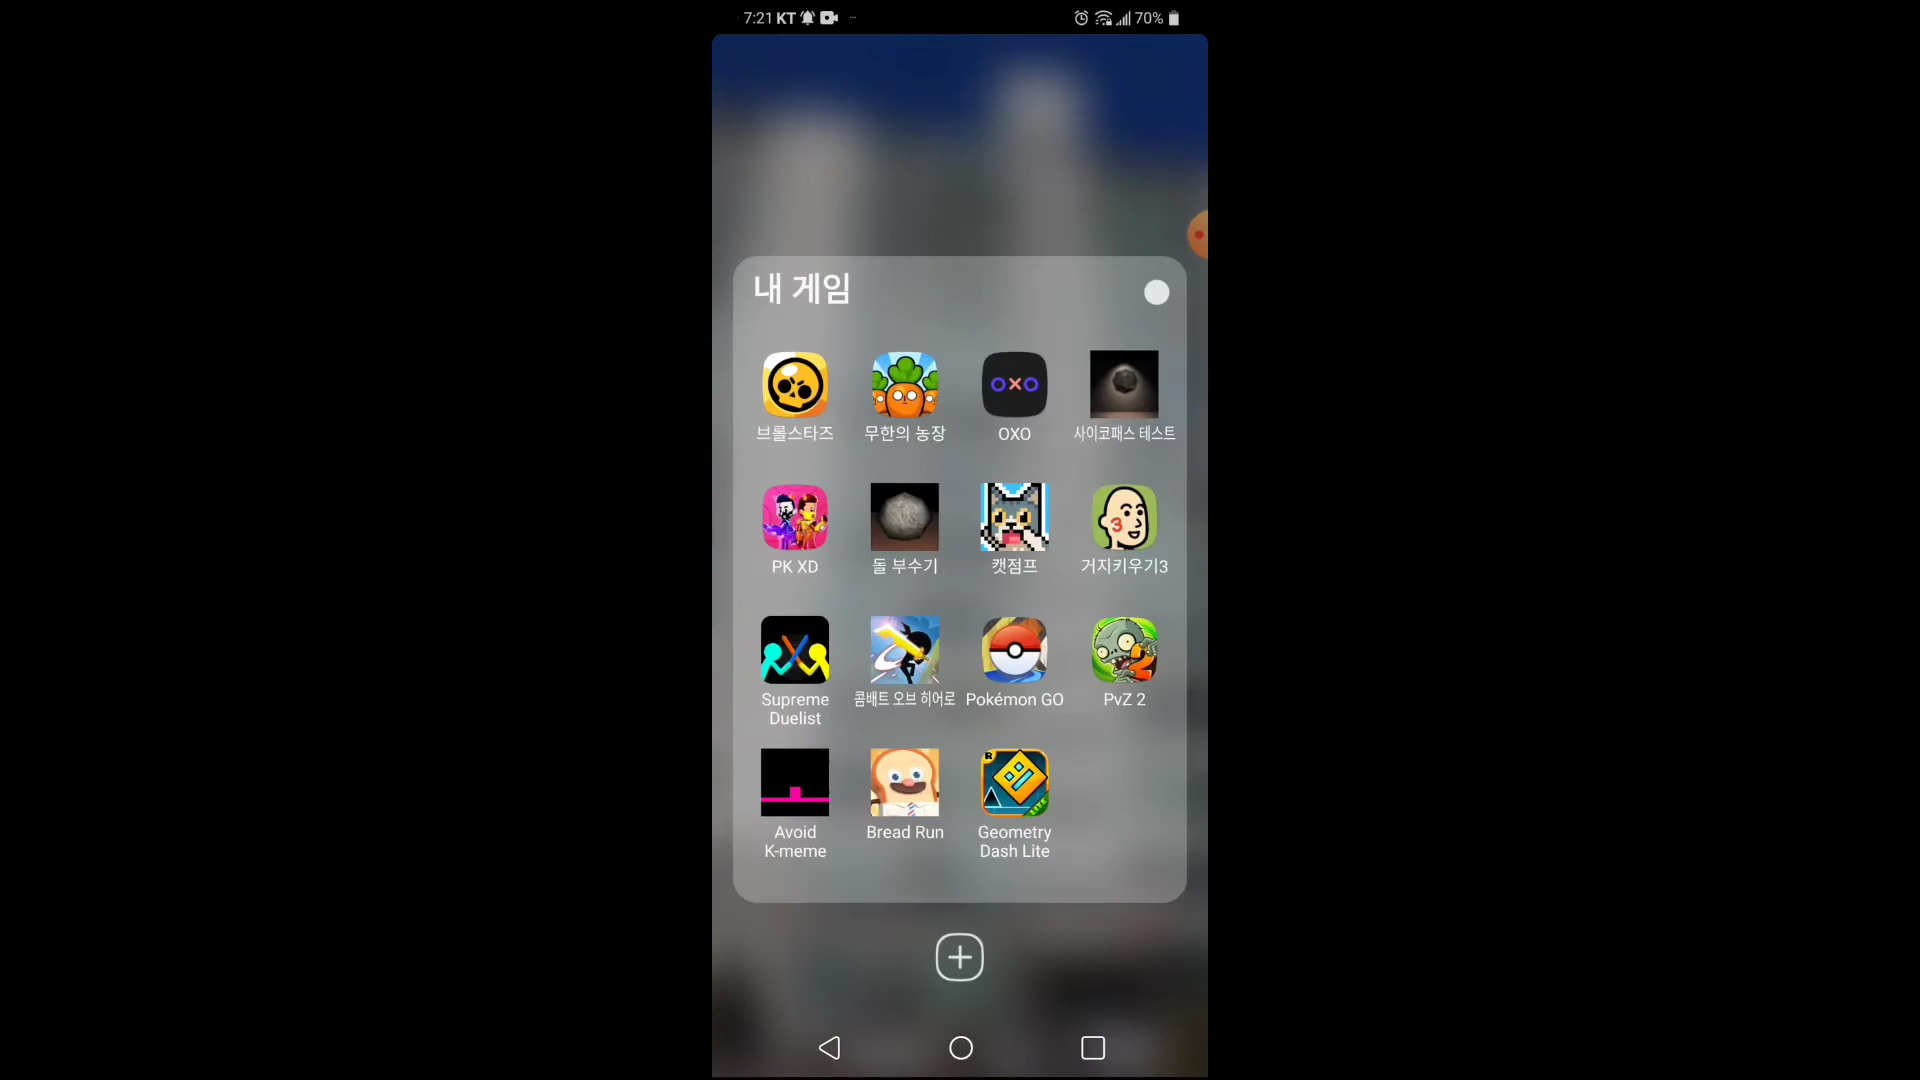 7:21 KT 70%
내 게임
브롤스타즈 무한의 농장 OXO 사이코패스 테스트
PK XD 돌 부수기 캣점프 거지키우기3
Supreme
Duelist
콤배트 오브 히어로 Pokémon GO PvZ 2
Avoid
K-meme
Bread Run
Geometry
Dash Lite